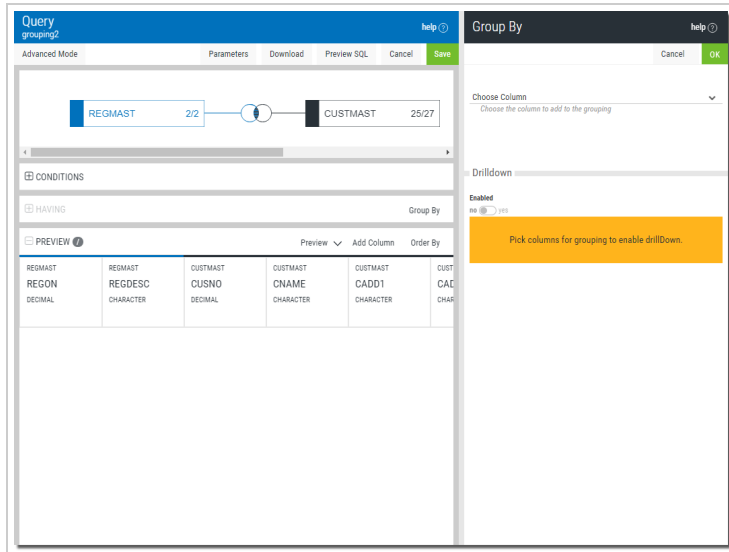 Query
grouping2
help ?
Advanced Mode
Parameters
Download
Preview SQL
Cancel
Save
REGMAST 2/2
CUSTMAST 25/27
CONDITIONS
HAVING
Group By
PREVIEW i
Preview
Add Column
Order By
REGMAST
REGON
DECIMAL
REGMAST
REGDESC
CHARACTER
CUSTMAST
CUSNO
DECIMAL
CUSTMAST
CNAME
CHARACTER
CUSTMAST
CADD1
CHARACTER
CUST
CAD
CHAR
Group By
help ?
Cancel
OK
Choose Column
Choose the column to add to the grouping
Drilldown
Enabled
no yes
Pick columns for grouping to enable drillDown.